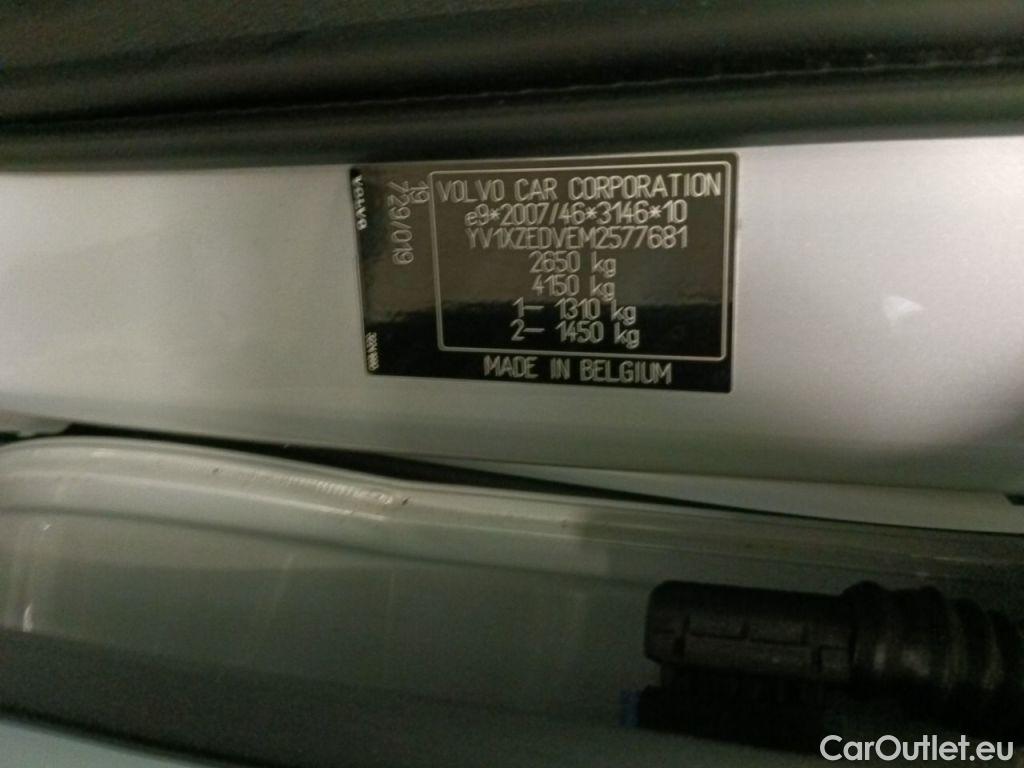 VOLVO
19
729/019
VOLVO CAR CORPORATION
e9*2007/46*3146*10
YV1XZEDVEM2577681
2650 kg
4150 kg
1- 1310 kg
2- 1450 kg
MADE IN BELGIUM
CarOutlet.eu